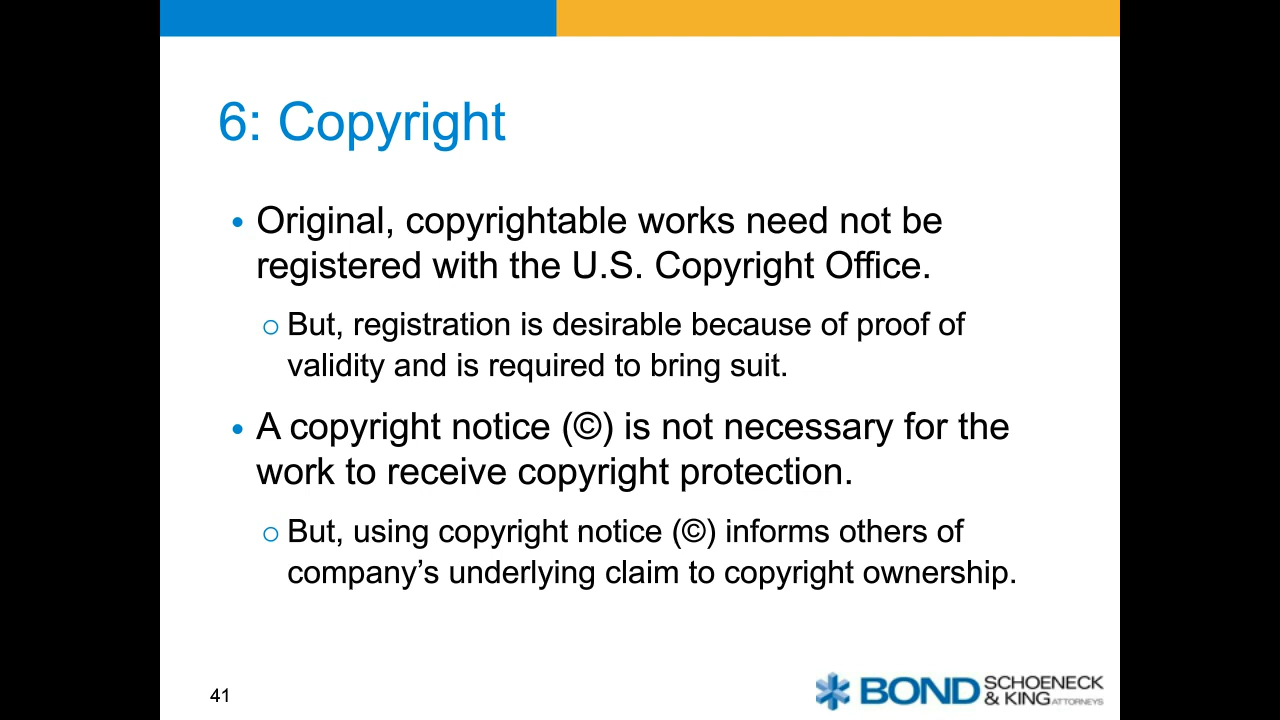 6: Copyright
• Original, copyrightable works need not be
registered with the U.S. Copyright Office.
○ But, registration is desirable because of proof of
validity and is required to bring suit.
• A copyright notice (©) is not necessary for the
work to receive copyright protection.
○ But, using copyright notice (©) informs others of
company’s underlying claim to copyright ownership.
41
BOND SCHOENECK
& KING ATTORNEYS